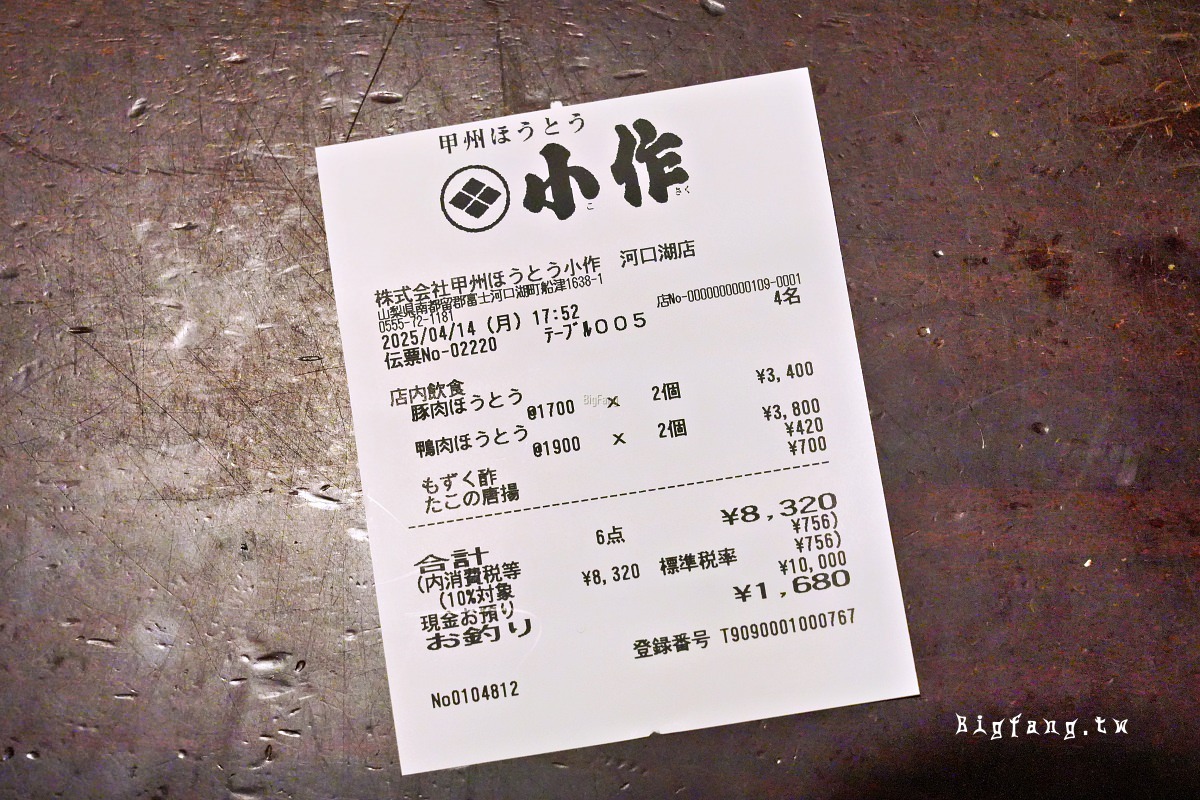 甲州ほうとう
小作
こ さく
株式会社甲州ほうとう小作 河口湖店
山梨県南都留郡富士河口湖町船津1638-1
0555-72-1181 店No-0000000000109-0001
2025/04/14 (月) 17:52 4名
伝票No-02220 ﾃｰﾌﾞﾙ005
店内飲食
豚肉ほうとう
@1700 x 2個 ¥3,400
鴨肉ほうとう
@1900 x 2個 ¥3,800
もずく酢 ¥420
たこの唐揚 ¥700
合計 6点 ¥8,320
(内消費税等 ¥756)
(10%対象 ¥8,320 標準税率 ¥756)
現金お預り ¥10,000
お釣り ¥1,680
登録番号 T9090001000767
No0104812
BigFang
Bigfang.tw